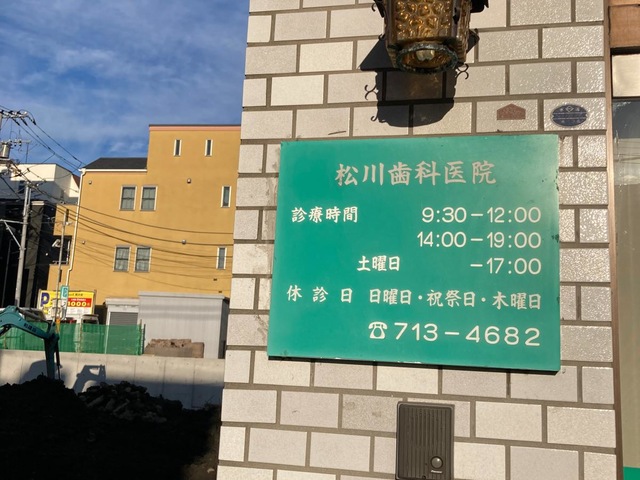 松川歯科医院
診療時間 9:30-12:00
14:00-19:00
土曜日 -17:00
休診日 日曜日・祝祭日・木曜日
☎713-4682